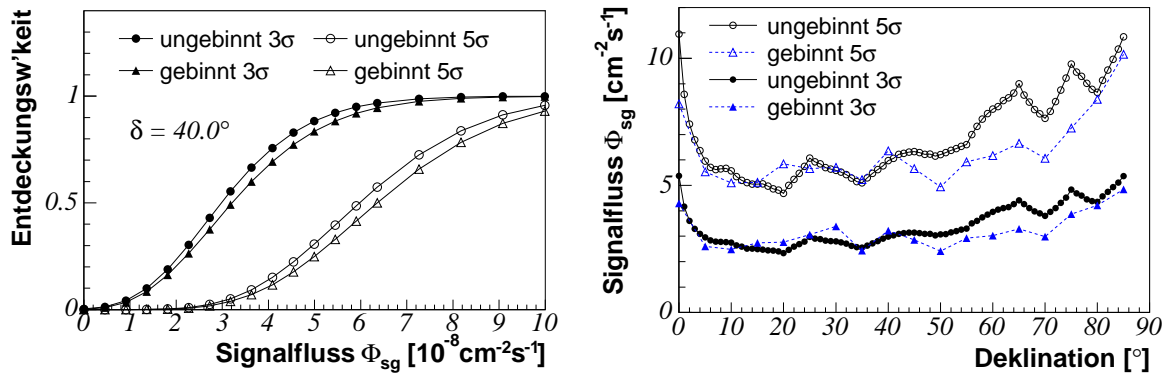 Entdeckungsw'keit
ungebinnt 3σ
ungebinnt 5σ
gebinnt 3σ
gebinnt 5σ
δ = 40.0°
1
0.5
0
0 1 2 3 4 5 6 7 8 9 10
Signalfluss Φsg [10-8cm-2s-1]
Signalfluss Φsg [cm-2s-1]
ungebinnt 5σ
gebinnt 5σ
ungebinnt 3σ
gebinnt 3σ
10
5
0
0 10 20 30 40 50 60 70 80 90
Deklination [°]